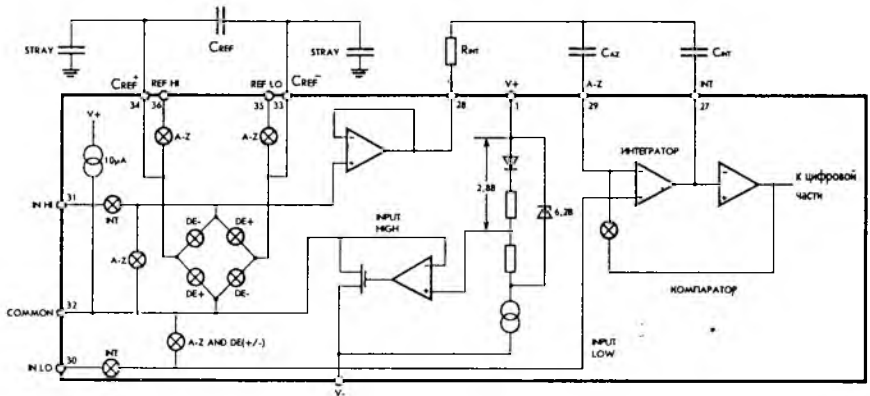 STRAY
CREF
STRAY
RINT
CAZ
CINT
CREF+
REF HI
REF LO
CREF-
V+
A-Z
INT
34
36
35
33
28
1
29
27
V+
10μA
A-Z
A-Z
ИНТЕГРАТОР
К ЦИФРОВОЙ
ЧАСТИ
2,8В
6,2В
IN HI
31
INT
DE-
DE+
INPUT
HIGH
A-Z
DE+
DE-
КОМПАРАТОР
COMMON
32
A-Z AND DE(+/-)
INPUT
LOW
IN LO
30
INT
V-